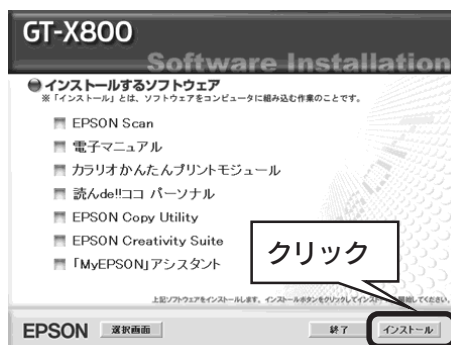 GT-X800
Software Installation
インストールするソフトウェア
※「インストール」とは、ソフトウェアをコンピュータに組み込む作業のことです。
EPSON Scan
電子マニュアル
カラリオかんたんプリントモジュール
読んde!!ココ パーソナル
EPSON Copy Utility
EPSON Creativity Suite
「MyEPSON」アシスタント
クリック
上記ソフトウェアをインストールします。インストールボタンをクリックしてインス 開始してください。
EPSON 選択画面 終了 インストール